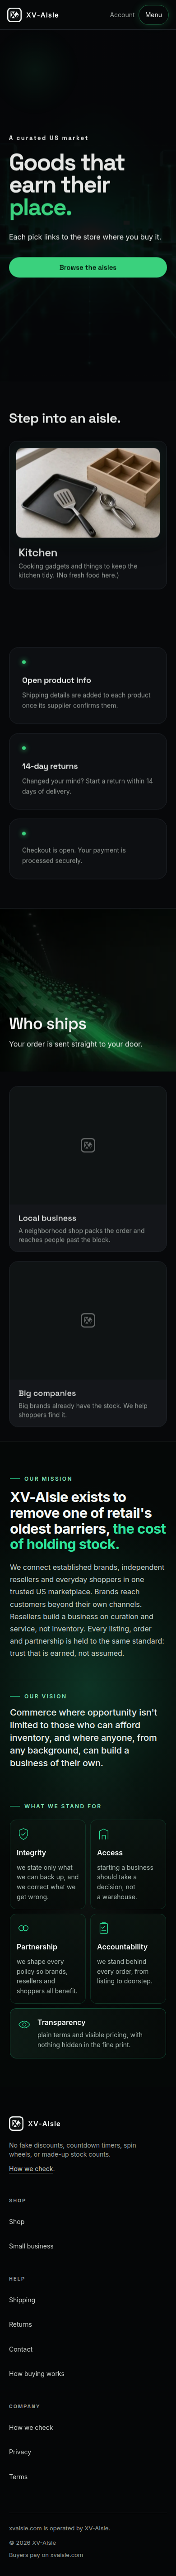 XV-AIsle
Account
Menu
A curated US market
Goods that
earn their
place.
Each pick links to the store where you buy it.
Browse the aisles
Step into an aisle.
Kitchen
Cooking gadgets and things to keep the
kitchen tidy. (No fresh food here.)
Open product info
Shipping details are added to each product
once its supplier confirms them.
14-day returns
Changed your mind? Start a return within 14
days of delivery.
Checkout is open. Your payment is
processed securely.
Who ships
Your order is sent straight to your door.
Local business
A neighborhood shop packs the order and
reaches people past the block.
Big companies
Big brands already have the stock. We help
shoppers find it.
OUR MISSION
XV-AIsle exists to
remove one of retail's
oldest barriers, the cost
of holding stock.
We connect established brands, independent
resellers and everyday shoppers in one
trusted US marketplace. Brands reach
customers beyond their own channels.
Resellers build a business on curation and
service, not inventory. Every listing, order
and partnership is held to the same standard:
trust that is earned, not assumed.
OUR VISION
Commerce where opportunity isn't
limited to those who can afford
inventory, and where anyone, from
any background, can build a
business of their own.
WHAT WE STAND FOR
Integrity
we state only what
we can back up, and
we correct what we
get wrong.
Access
starting a business
should take a
decision, not
a warehouse.
Partnership
we shape every
policy so brands,
resellers and
shoppers all benefit.
Accountability
we stand behind
every order, from
listing to doorstep.
Transparency
plain terms and visible pricing, with
nothing hidden in the fine print.
XV-AIsle
No fake discounts, countdown timers, spin
wheels, or made-up stock counts.
How we check.
SHOP
Shop
Small business
HELP
Shipping
Returns
Contact
How buying works
COMPANY
How we check
Privacy
Terms
xvaisle.com is operated by XV-AIsle.
© 2026 XV-AIsle
Buyers pay on xvaisle.com